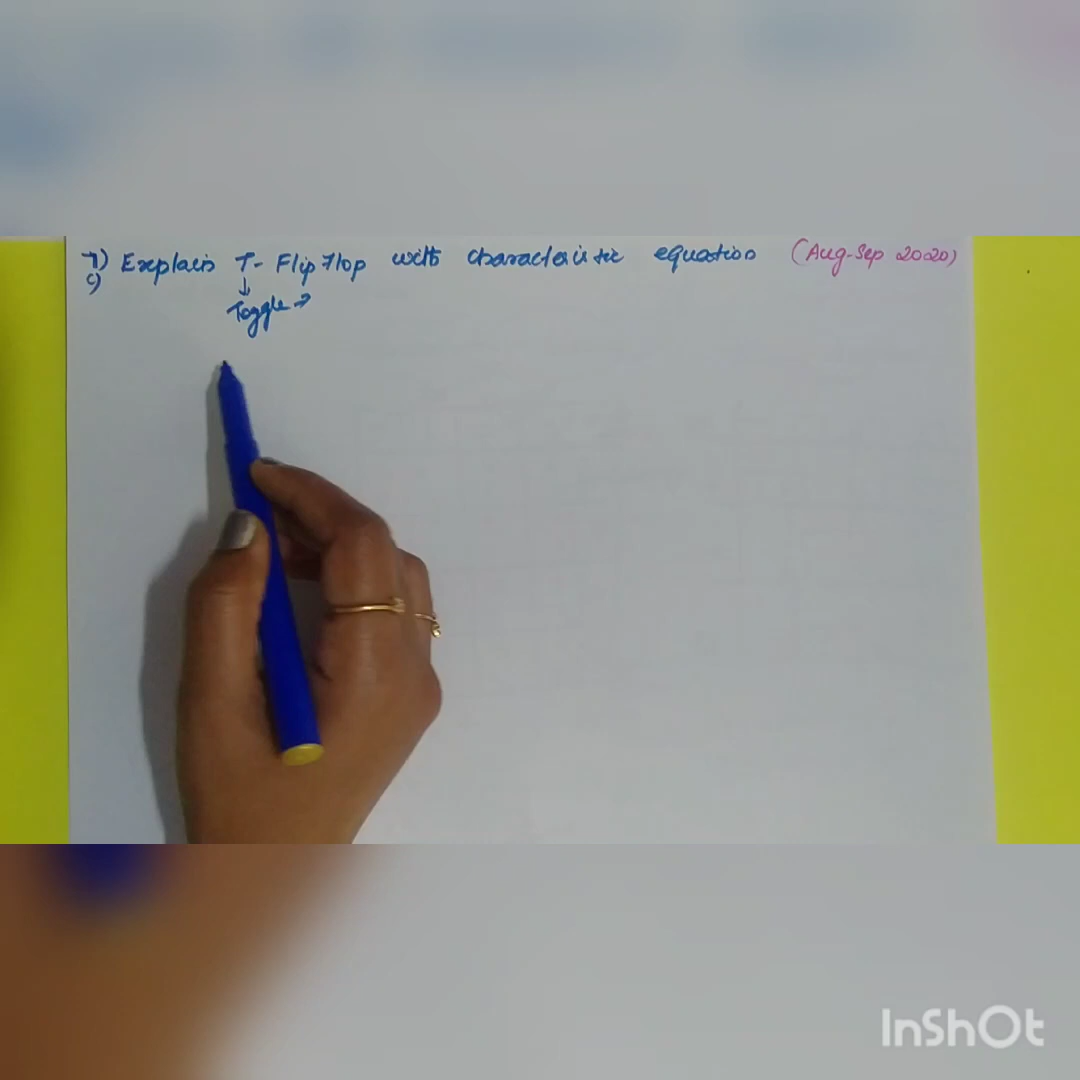 7) Explain T- Flip Flop with characteristic equation (Aug-Sep 2020)
c)
↓
Toggle →
InShOt